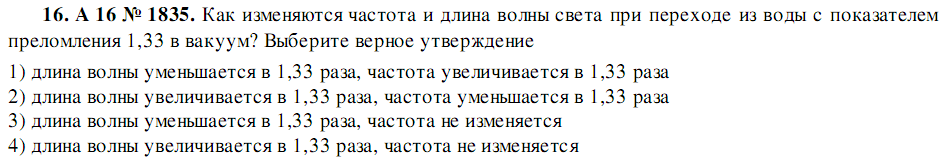 16. А 16 № 1835. Как изменяются частота и длина волны света при переходе из воды с показателем
преломления 1,33 в вакуум? Выберите верное утверждение
1) длина волны уменьшается в 1,33 раза, частота увеличивается в 1,33 раза
2) длина волны увеличивается в 1,33 раза, частота уменьшается в 1,33 раза
3) длина волны уменьшается в 1,33 раза, частота не изменяется
4) длина волны увеличивается в 1,33 раза, частота не изменяется